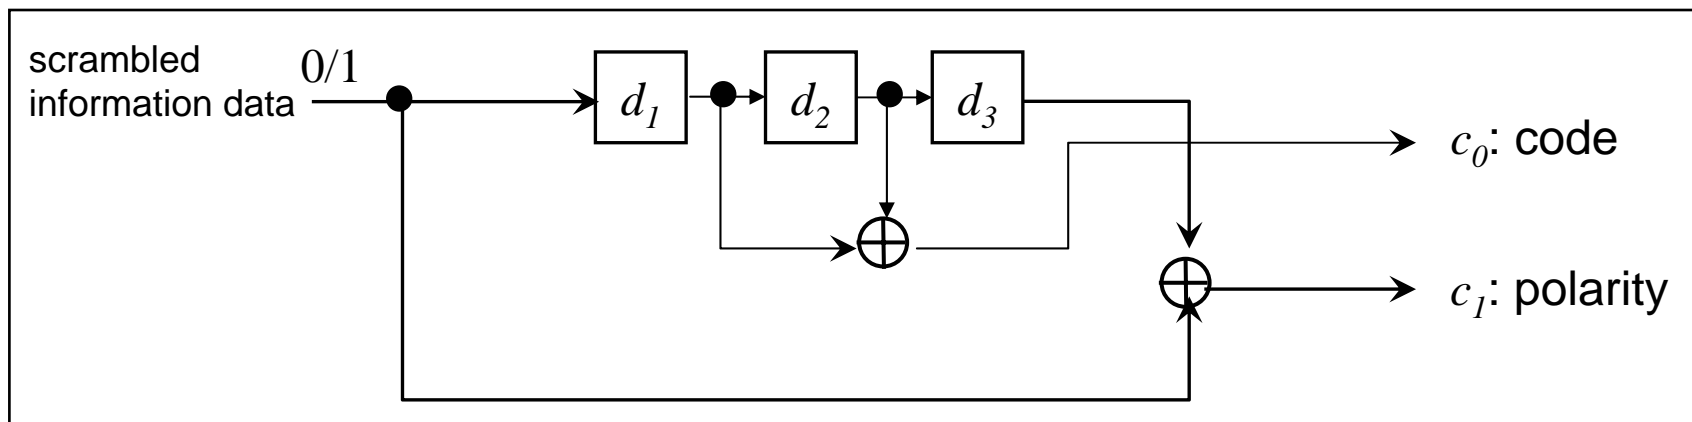 scrambled
information data
0/1
d₁
d₂
d₃
c₀: code
c₁: polarity